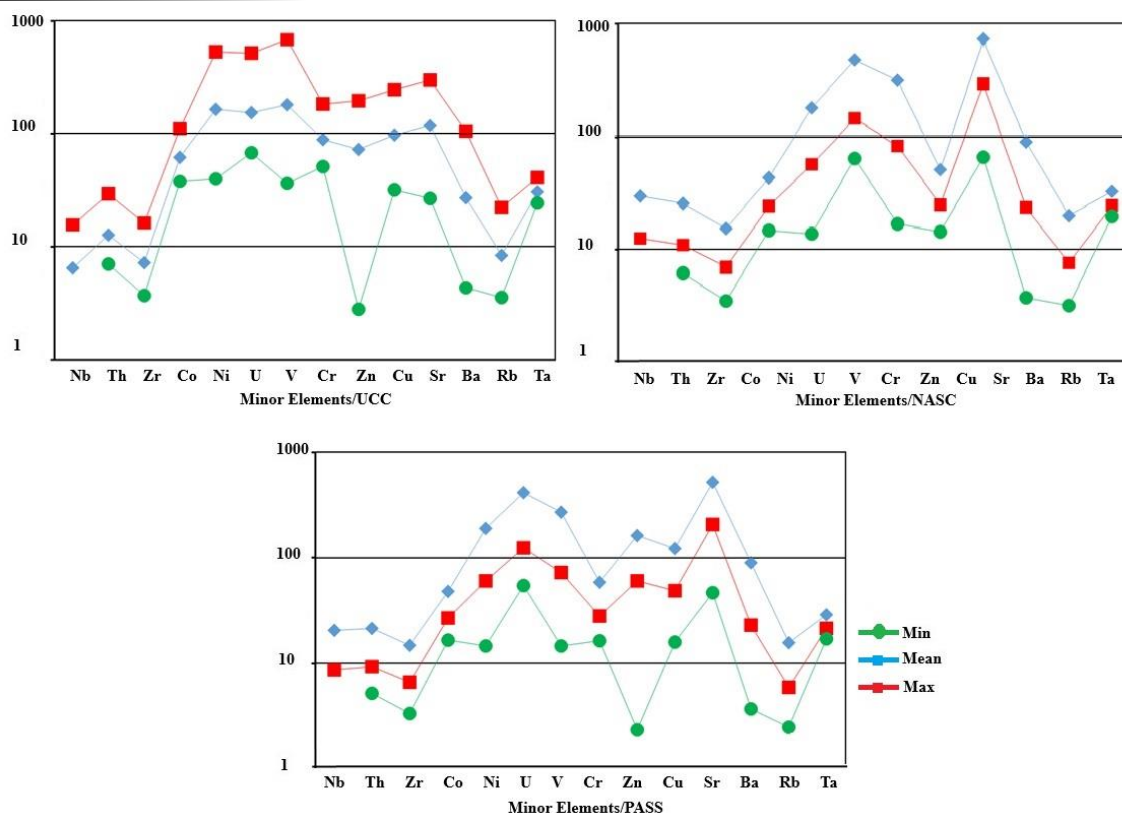 1000
100
10
1
Nb Th Zr Co Ni U V Cr Zn Cu Sr Ba Rb Ta
Minor Elements/UCC
1000
100
10
1
Nb Th Zr Co Ni U V Cr Zn Cu Sr Ba Rb Ta
Minor Elements/NASC
1000
100
10
1
Nb Th Zr Co Ni U V Cr Zn Cu Sr Ba Rb Ta
Minor Elements/PASS
Min
Mean
Max